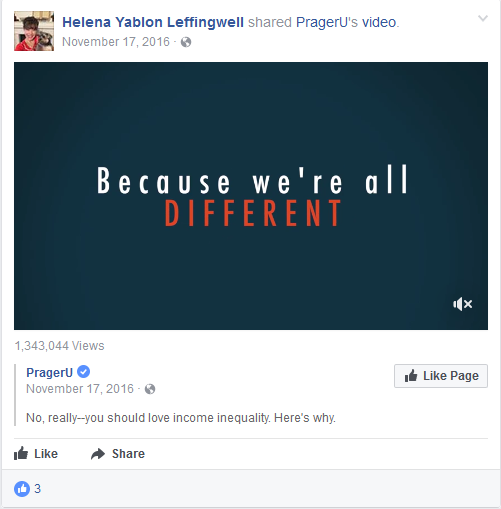 Helena Yablon Leffingwell shared PragerU's video.
November 17, 2016 ·
Because we're all
DIFFERENT
1,343,044 Views
PragerU
November 17, 2016 ·
Like Page
No, really--you should love income inequality. Here's why.
Like Share
3